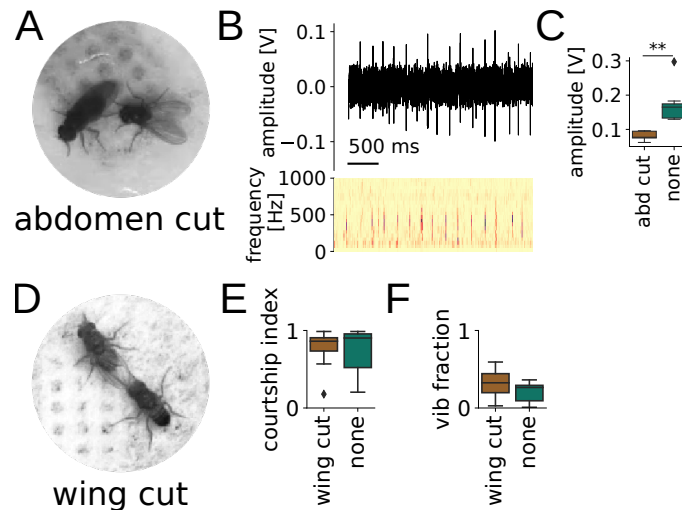 A
abdomen cut
B
amplitude [V]
0.1
0.0
−0.1
500 ms
frequency
[Hz]
1000
500
0
C
amplitude [V]
0.3
0.2
0.1
**
abd cut
none
D
wing cut
E
courtship index
1
0
wing cut
none
F
vib fraction
1
0
wing cut
none